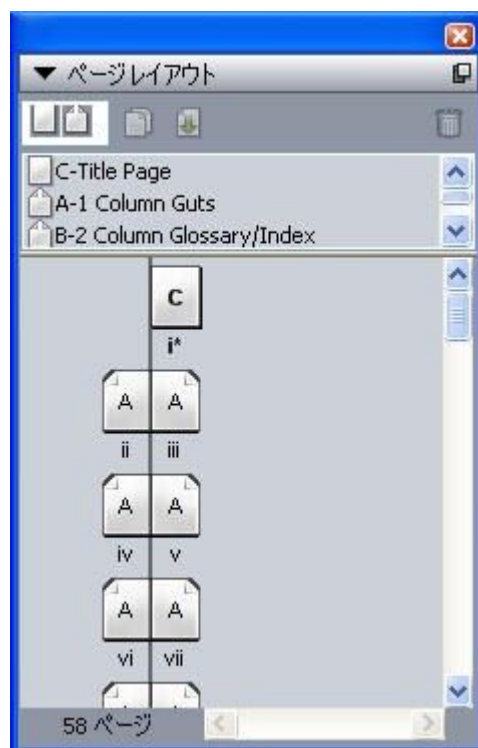 ページレイアウト
C-Title Page
A-1 Column Guts
B-2 Column Glossary/Index
C
i*
A A
ii iii
A A
iv v
A A
vi vii
58 ページ